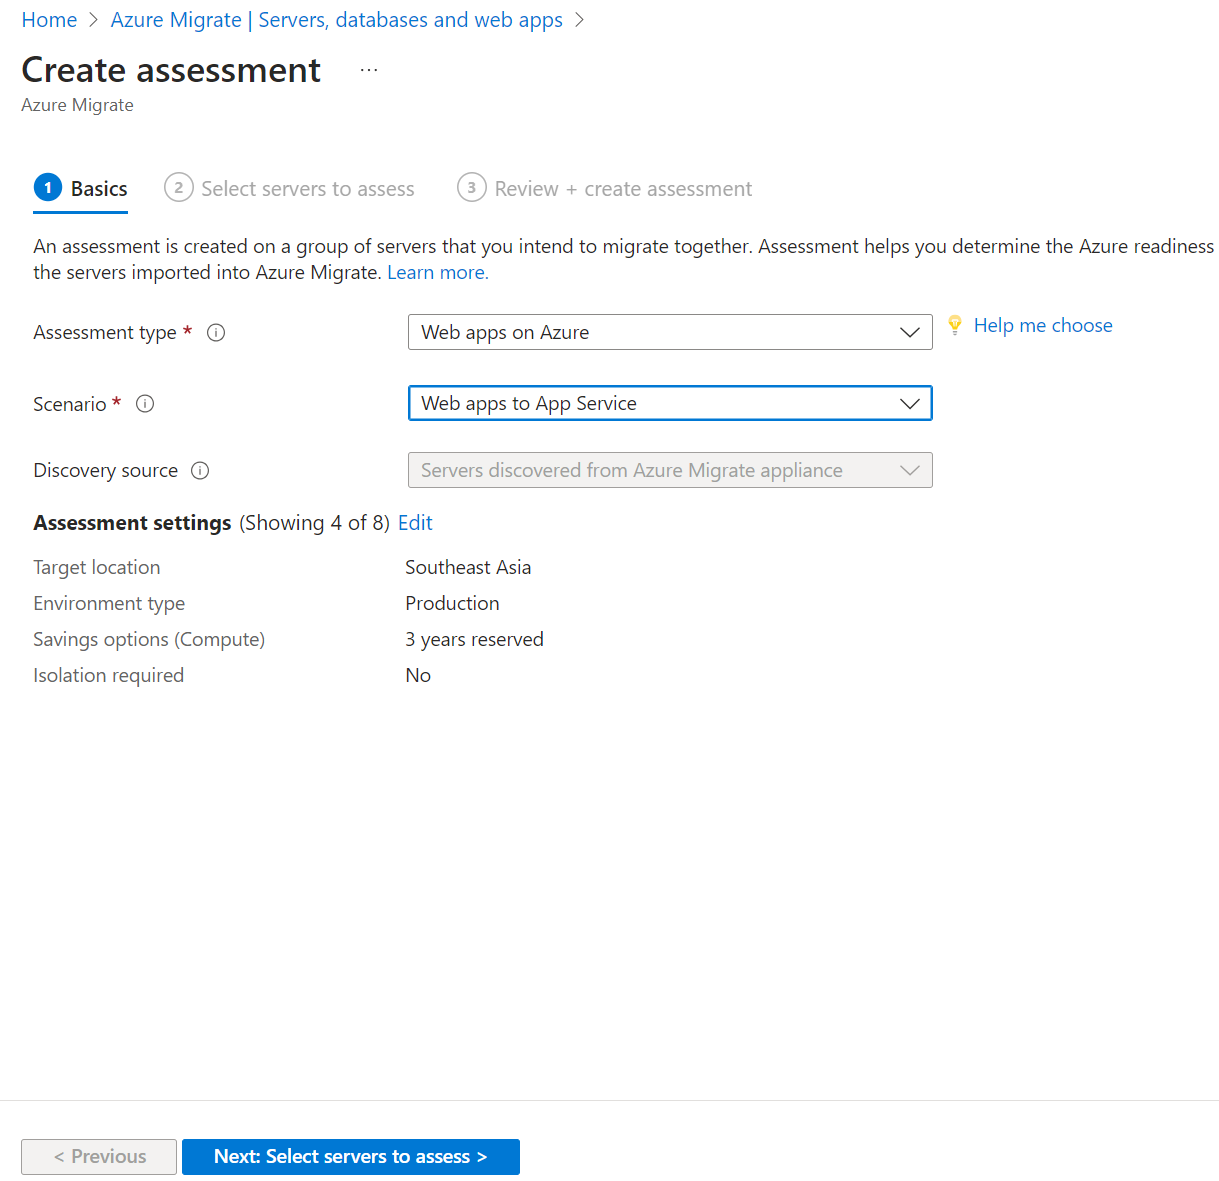 Home > Azure Migrate | Servers, databases and web apps >
Create assessment ...
Azure Migrate
1 Basics 2 Select servers to assess 3 Review + create assessment
An assessment is created on a group of servers that you intend to migrate together. Assessment helps you determine the Azure readiness
the servers imported into Azure Migrate. Learn more.
Assessment type * Web apps on Azure Help me choose
Scenario * Web apps to App Service
Discovery source Servers discovered from Azure Migrate appliance
Assessment settings (Showing 4 of 8) Edit
Target location Southeast Asia
Environment type Production
Savings options (Compute) 3 years reserved
Isolation required No
< Previous Next: Select servers to assess >